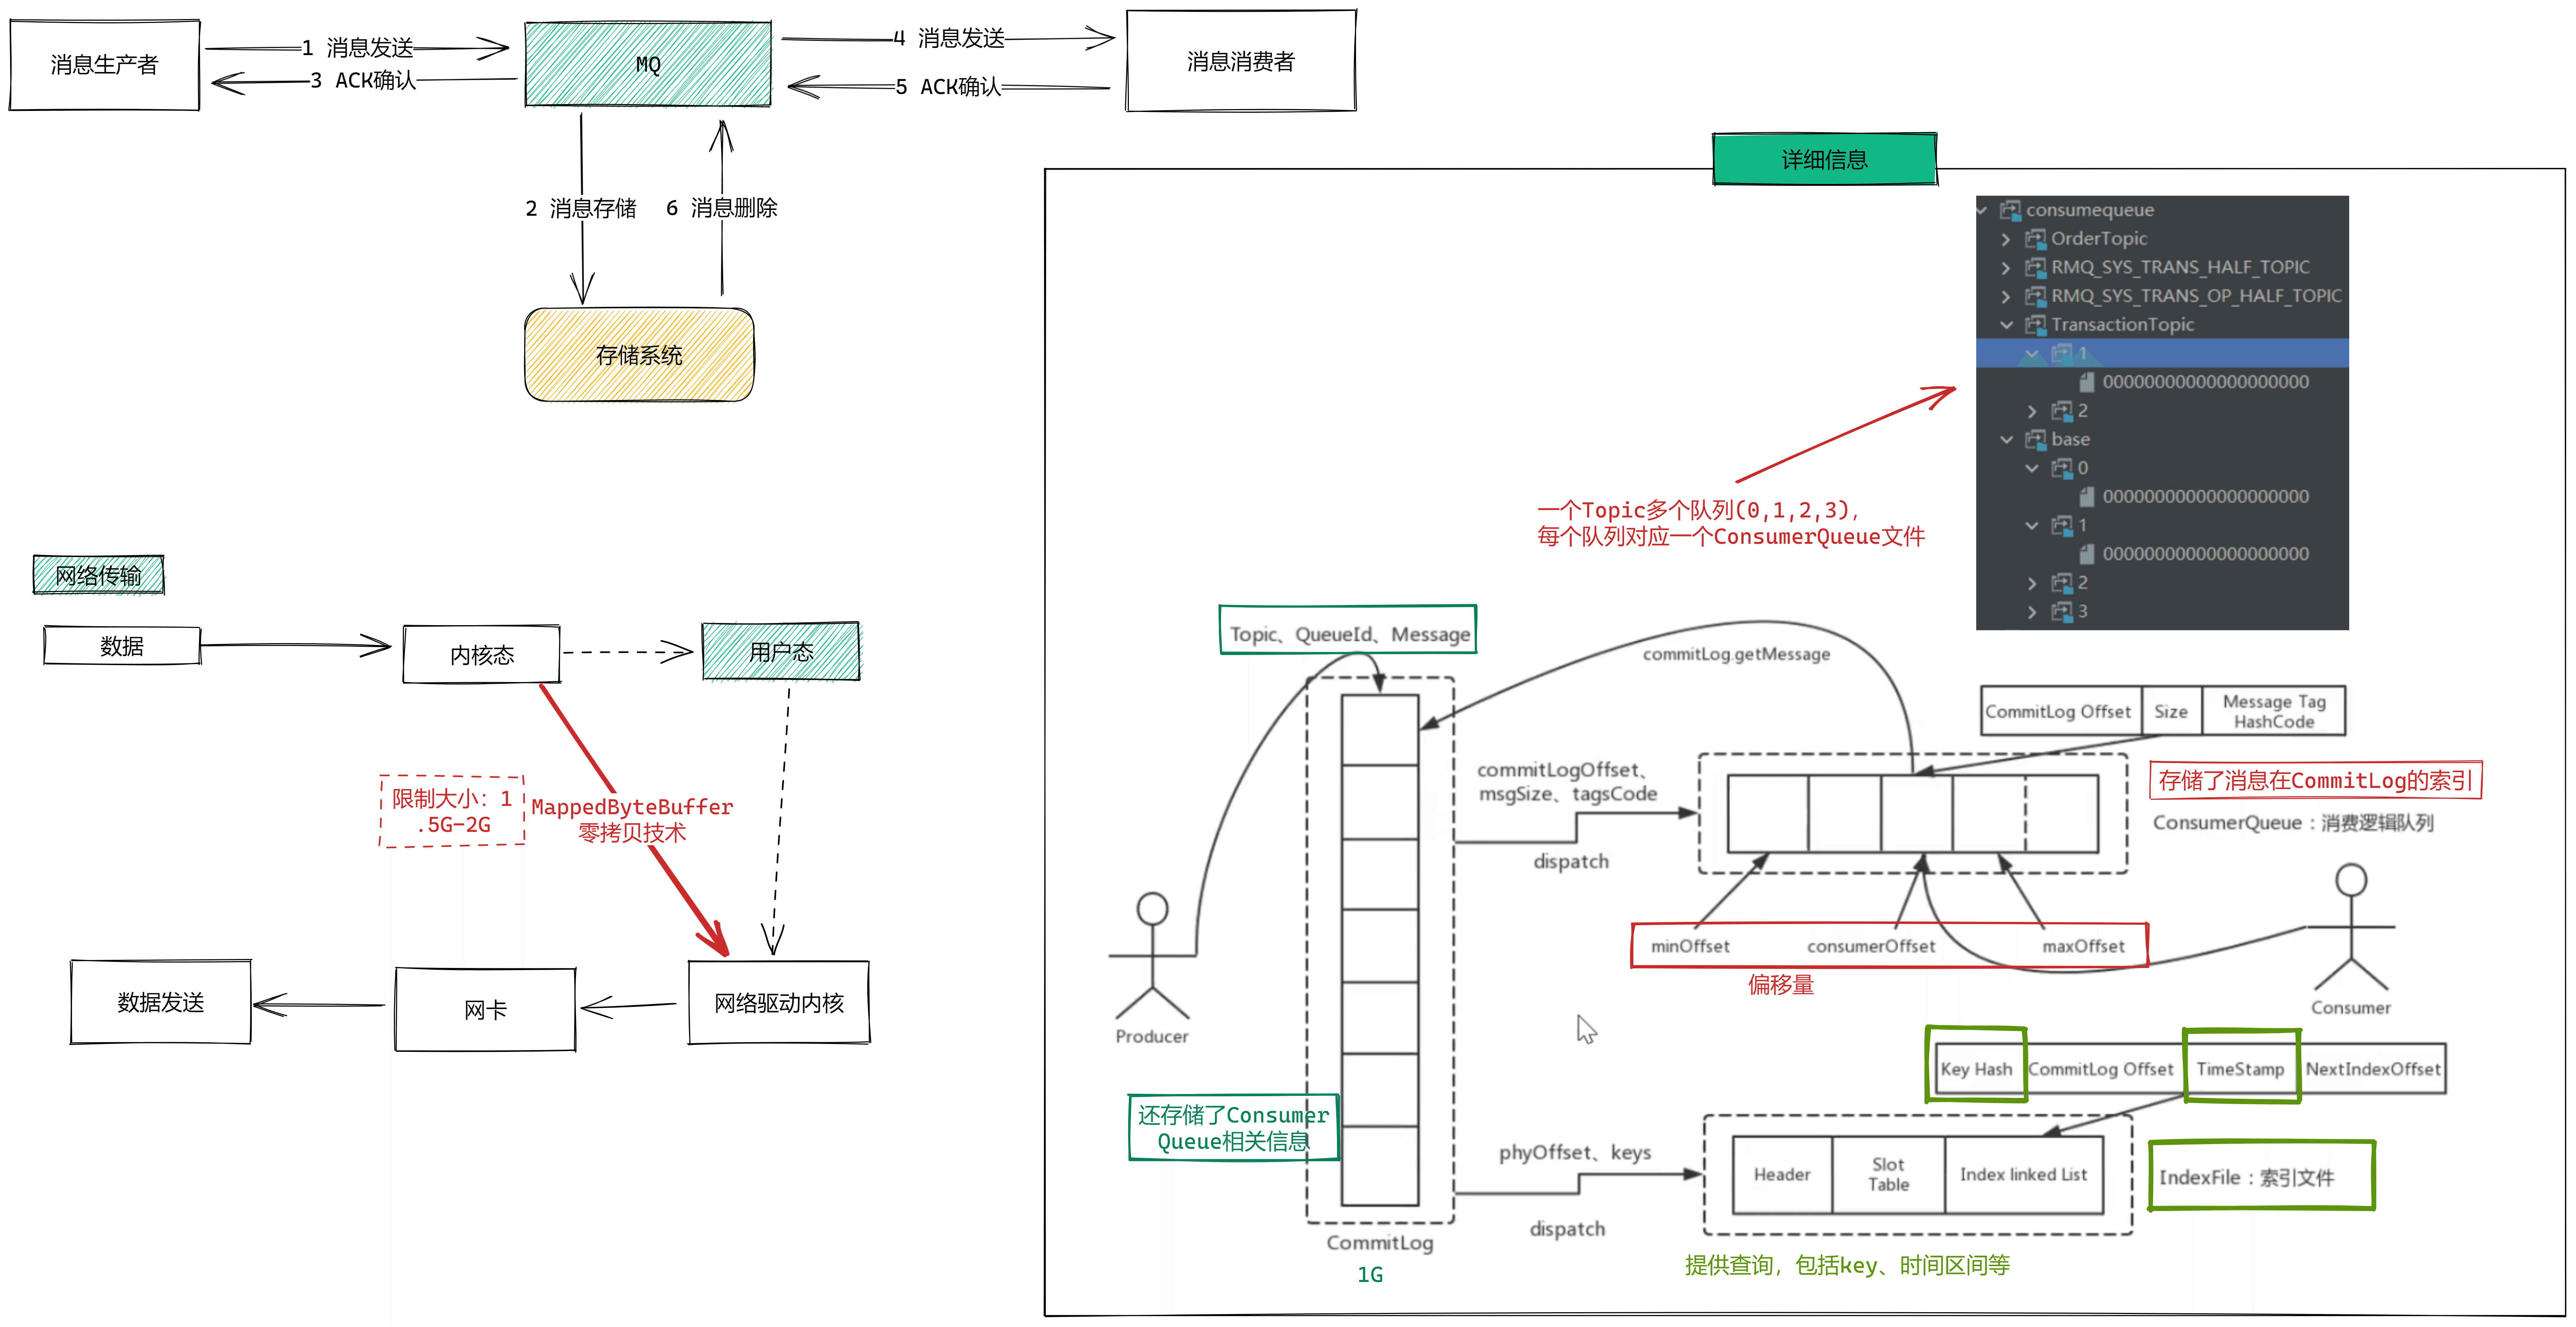 消息生产者
1 消息发送
3 ACK确认
MQ
4 消息发送
5 ACK确认
消息消费者
2 消息存储
6 消息删除
存储系统
网络传输
数据
内核态
用户态
限制大小：1
.5G-2G
MappedByteBuffer
零拷贝技术
数据发送
网卡
网络驱动内核
详细信息
consumequeue
OrderTopic
RMQ_SYS_TRANS_HALF_TOPIC
RMQ_SYS_TRANS_OP_HALF_TOPIC
TransactionTopic
1
00000000000000000000
2
base
0
00000000000000000000
1
00000000000000000000
2
3
一个Topic多个队列(0,1,2,3),
每个队列对应一个ConsumerQueue文件
Topic、QueueId、Message
commitLog.getMessage
CommitLog Offset
Size
Message Tag
HashCode
commitLogOffset、
msgSize、tagsCode
dispatch
存储了消息在CommitLog的索引
ConsumerQueue：消费逻辑队列
minOffset
consumerOffset
maxOffset
偏移量
Producer
Consumer
Key Hash
CommitLog Offset
TimeStamp
NextIndexOffset
还存储了Consumer
Queue相关信息
phyOffset、keys
dispatch
Header
Slot
Table
Index linked List
IndexFile：索引文件
CommitLog
1G
提供查询，包括key、时间区间等